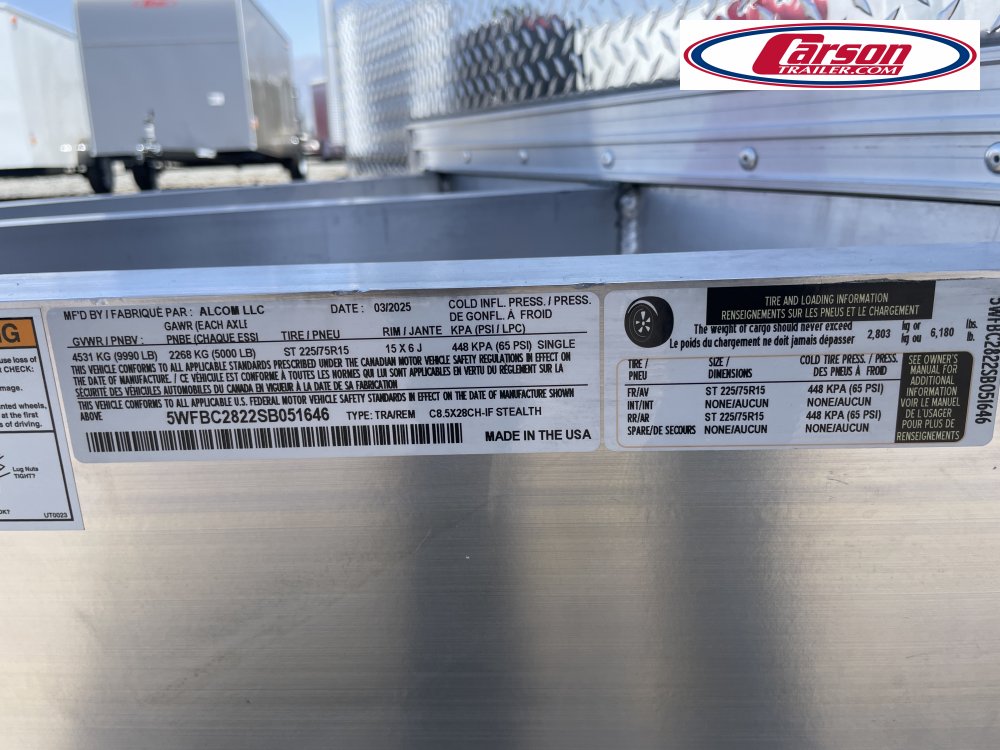 Carson
TRAILER.COM
NG
CHECK:
mage.
nted wheels,
t the first
s of driving.
Lug Nuts
TIGHT?
OK?
UT0023
MF'D BY / FABRIQUÉ PAR : ALCOM LLC
DATE : 03/2025
COLD INFL. PRESS. / PRESS.
DE GONFL. À FROID
GAWR (EACH AXLE
GVWR / PNBV : PNBE (CHAQUE ESSI TIRE / PNEU RIM / JANTE KPA (PSI / LPC)
4531 KG (9990 LB) 2268 KG (5000 LB) ST 225/75R15 15 X 6 J 448 KPA (65 PSI) SINGLE
THIS VEHICLE CONFORMS TO ALL APPLICABLE STANDARDS PRESCRIBED UNDER THE CANADIAN MOTOR VEHICLE SAFETY REGULATIONS IN EFFECT ON
THE DATE OF MANUFACTURE. / CE VÉHICULE EST CONFORME À TOUTES LES NORMES QUI LUI SONT APPLICABLES EN VERTU DU RÈGLEMENT SUR LA
SÉCURITÉ DES VÉHICULES AUTOMOBILES DU CANADA EN VIGUEUR À LA DATE DE SA FABRICATION
THIS VEHICLE CONFORMS TO ALL APPLICABLE U.S. FEDERAL MOTOR VEHICLE SAFETY STANDARDS IN EFFECT ON THE DATE OF MANUFACTURE SHOWN
ABOVE 5WFBC2822SB051646 TYPE: TRA/REM C8.5X28CH-IF STEALTH
MADE IN THE USA
TIRE AND LOADING INFORMATION
RENSEIGNEMENTS SUR LES PNEUS ET LE CHARGEMENT
The weight of cargo should never exceed
Le poids du chargement ne doit jamais dépasser
2,803 kg or
kg ou 6,180 lbs.
lb.
TIRE /
PNEU
SIZE /
DIMENSIONS
COLD TIRE PRESS. / PRESS
DES PNEUS À FROID
FR/AV ST 225/75R15 448 KPA (65 PSI)
INT/INT NONE/AUCUN NONE/AUCUN
RR/AR ST 225/75R15 448 KPA (65 PSI)
SPARE/DE SECOURS NONE/AUCUN NONE/AUCUN
SEE OWNER'S
MANUAL FOR
ADDITIONAL
INFORMATION
VOIR LE MANUEL
DE L'USAGER
POUR PLUS DE
RENSEIGNEMENTS
5WFBC2822SB051646